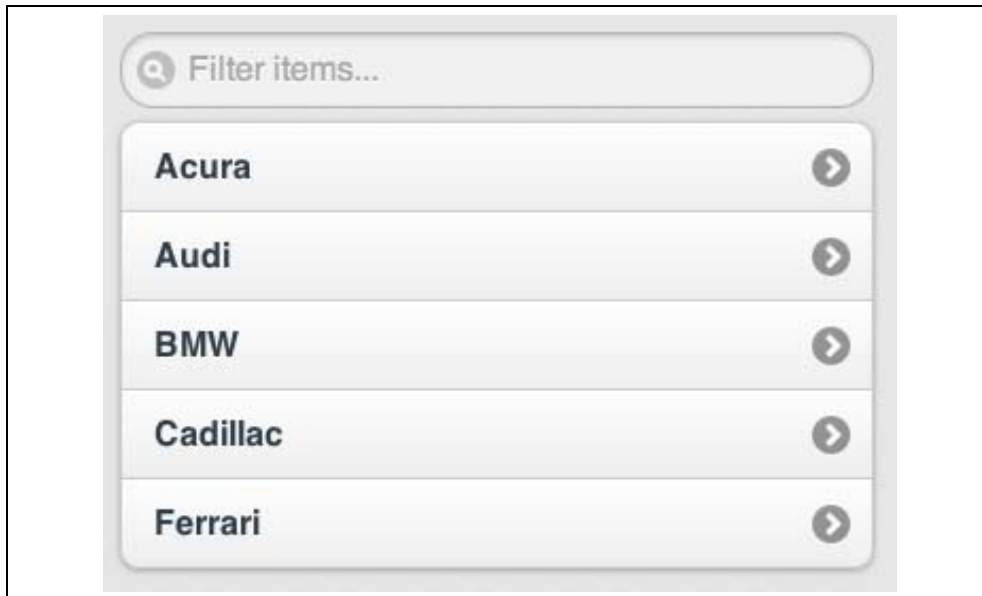 Filter items...
Acura
Audi
BMW
Cadillac
Ferrari